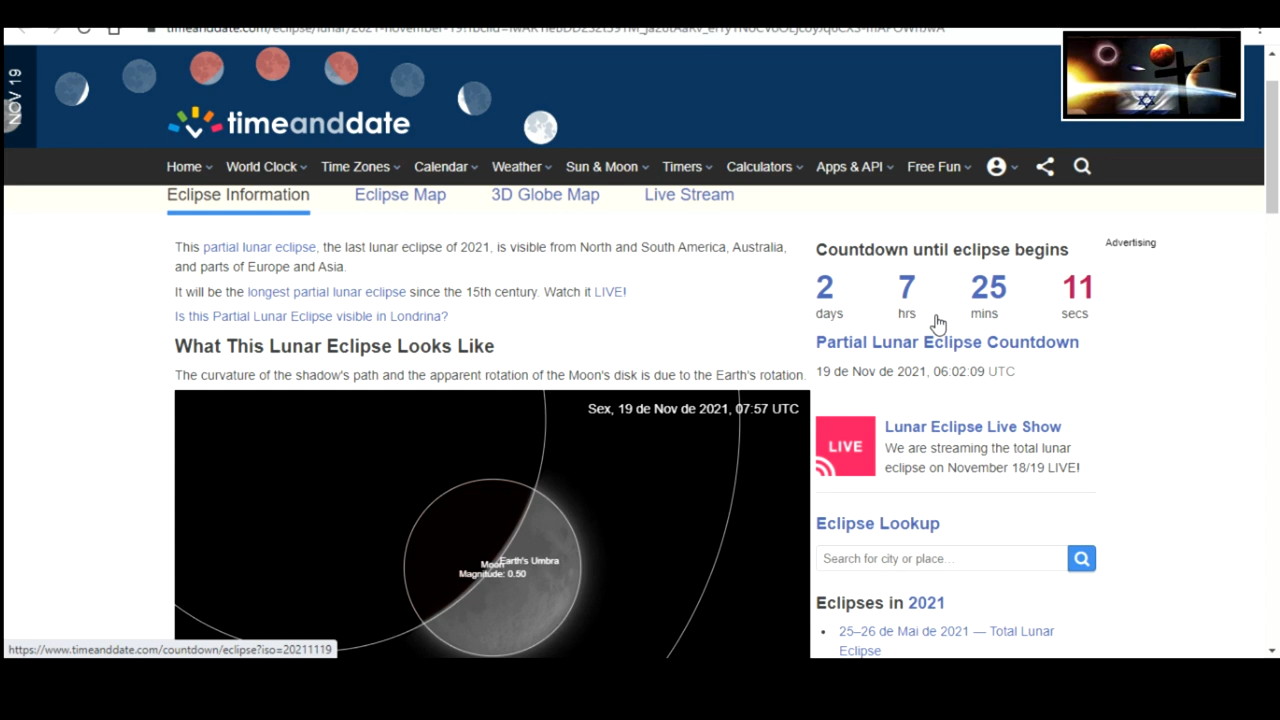 NOV 19
timeanddate
Home World Clock Time Zones Calendar Weather Sun & Moon Timers Calculators Apps & API Free Fun
Eclipse Information Eclipse Map 3D Globe Map Live Stream
This partial lunar eclipse, the last lunar eclipse of 2021, is visible from North and South America, Australia,
and parts of Europe and Asia.
It will be the longest partial lunar eclipse since the 15th century. Watch it LIVE!
Is this Partial Lunar Eclipse visible in Londrina?
What This Lunar Eclipse Looks Like
The curvature of the shadow's path and the apparent rotation of the Moon's disk is due to the Earth's rotation.
Sex, 19 de Nov de 2021, 07:57 UTC
Earth's Umbra
Moon
Magnitude: 0.50
https://www.timeanddate.com/countdown/eclipse?iso=20211119
Countdown until eclipse begins
2 7 25 11
days hrs mins secs
Partial Lunar Eclipse Countdown
19 de Nov de 2021, 06:02:09 UTC
LIVE
Lunar Eclipse Live Show
We are streaming the total lunar
eclipse on November 18/19 LIVE!
Eclipse Lookup
Search for city or place...
Eclipses in 2021
25–26 de Mai de 2021 — Total Lunar
Eclipse
Advertising